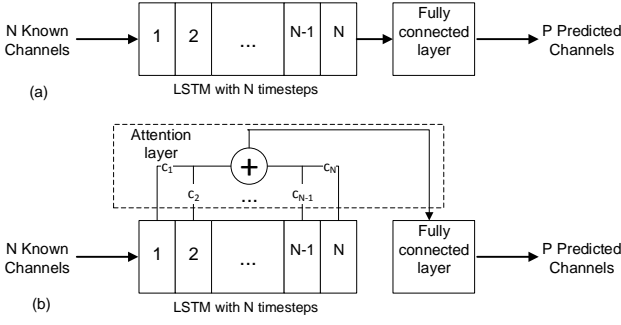 N Known
Channels
1 2 ... N-1 N
Fully
connected
layer
P Predicted
Channels
LSTM with N timesteps
(a)
Attention
layer
c1 + cN
c2 ... cN-1
N Known
Channels
1 2 ... N-1 N
Fully
connected
layer
P Predicted
Channels
LSTM with N timesteps
(b)